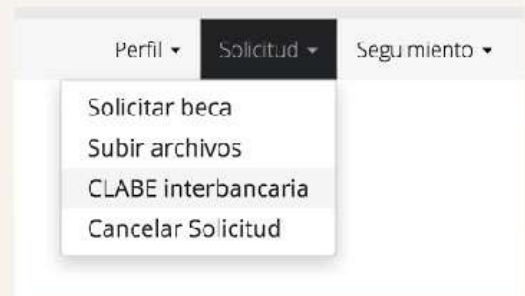 Perfil Solicitud Seguimiento
Solicitar beca
Subir archivos
CLABE interbancaria
Cancelar Solicitud